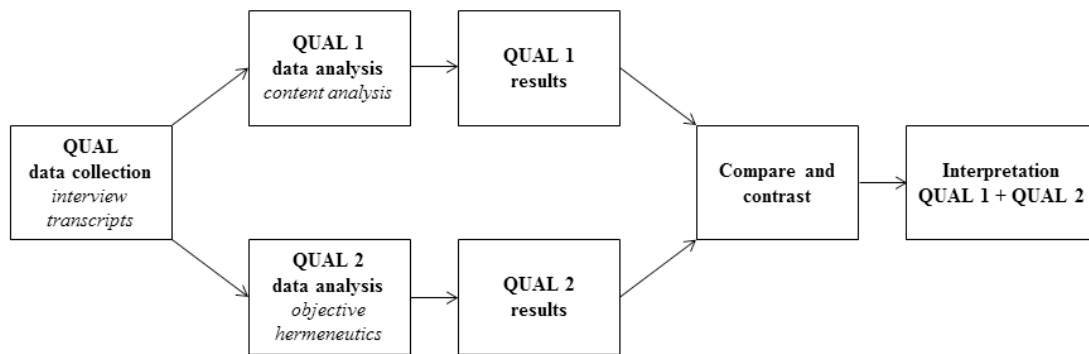 QUAL
data collection
interview
transcripts
QUAL 1
data analysis
content analysis
QUAL 1
results
QUAL 2
data analysis
objective
hermeneutics
QUAL 2
results
Compare and
contrast
Interpretation
QUAL 1 + QUAL 2